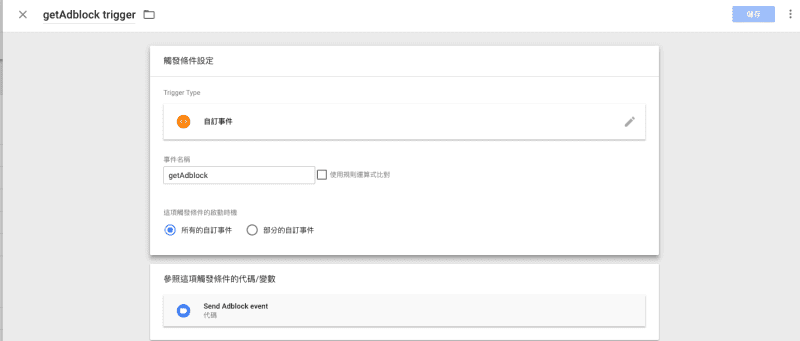 getAdblock trigger
儲存
觸發條件設定
Trigger Type
自訂事件
事件名稱
getAdblock
使用規則運算式比對
這項觸發條件的啟動時機
所有的自訂事件
部分的自訂事件
參照這項觸發條件的代碼/變數
Send Adblock event
代碼